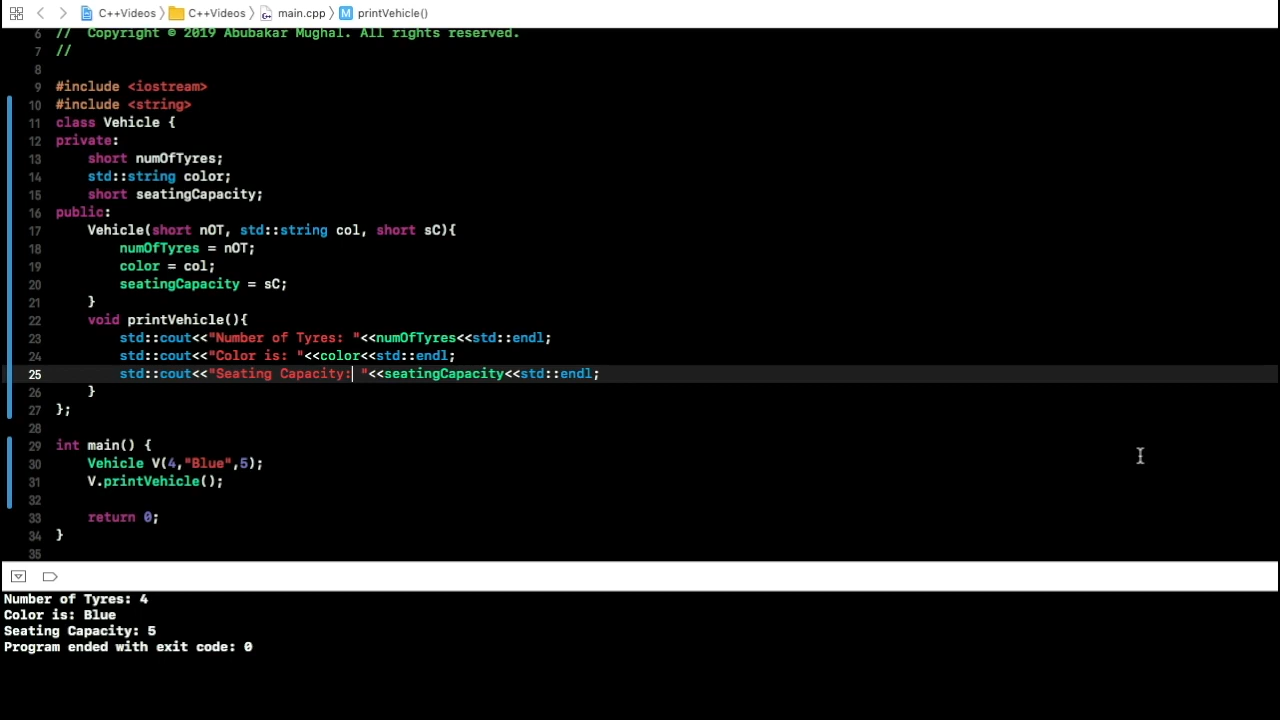 C++Videos C++Videos main.cpp M printVehicle()
6 // Copyright © 2019 Abubakar Mughal. All rights reserved.
7 //
8
9 #include <iostream>
10 #include <string>
11 class Vehicle {
12 private:
13 short numOfTyres;
14 std::string color;
15 short seatingCapacity;
16 public:
17 Vehicle(short nOT, std::string col, short sC){
18 numOfTyres = nOT;
19 color = col;
20 seatingCapacity = sC;
21 }
22 void printVehicle(){
23 std::cout<<"Number of Tyres: "<<numOfTyres<<std::endl;
24 std::cout<<"Color is: "<<color<<std::endl;
25 std::cout<<"Seating Capacity: "<<seatingCapacity<<std::endl;
26 }
27 };
28
29 int main() {
30 Vehicle V(4,"Blue",5);
31 V.printVehicle();
32
33 return 0;
34 }
35
Number of Tyres: 4
Color is: Blue
Seating Capacity: 5
Program ended with exit code: 0